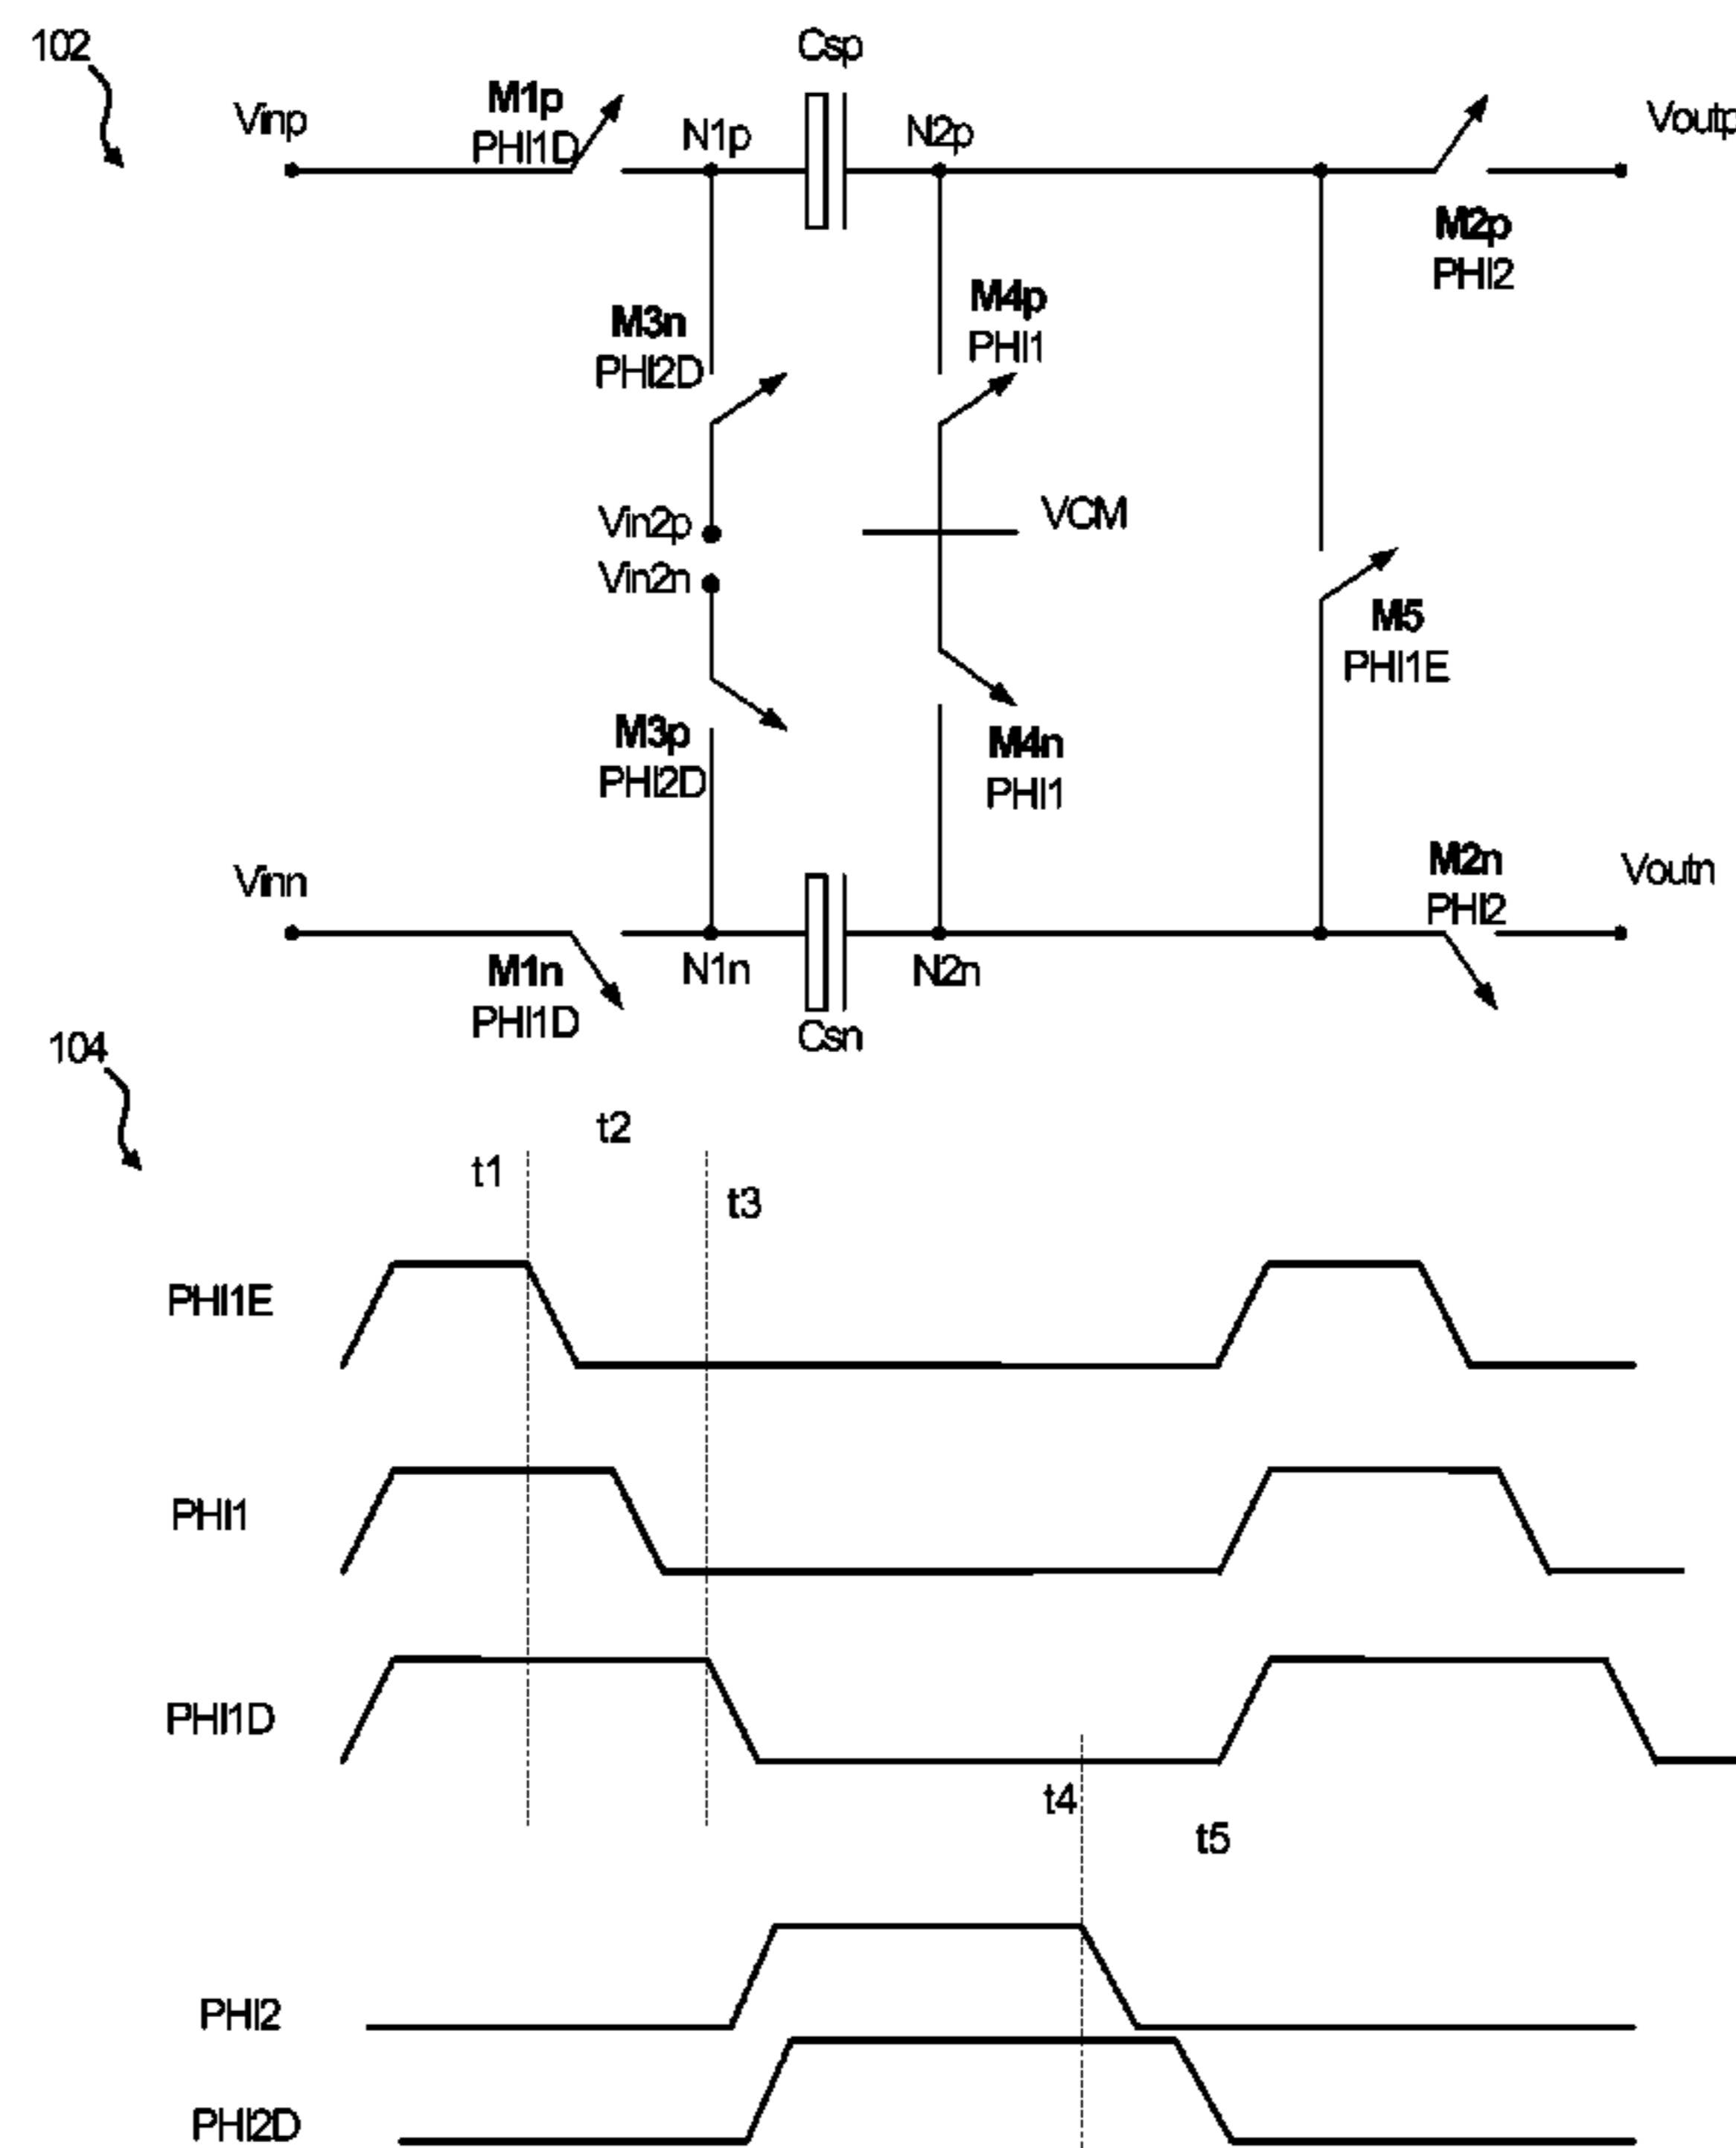 102
Csp
M1p
PHI1D
Vinp
N1p
N2p
Voutp
M2p
PHI2
M3n
PHI2D
M4p
PHI1
Vin2p
VCM
Vin2n
M5
PHI1E
M3p
PHI2D
M4n
PHI1
Vinn
M2n
PHI2
Voutn
M1n
PHI1D
N1n
N2n
Csn
104
t2
t1
t3
PHI1E
PHI1
PHI1D
t4
t5
PHI2
PHI2D